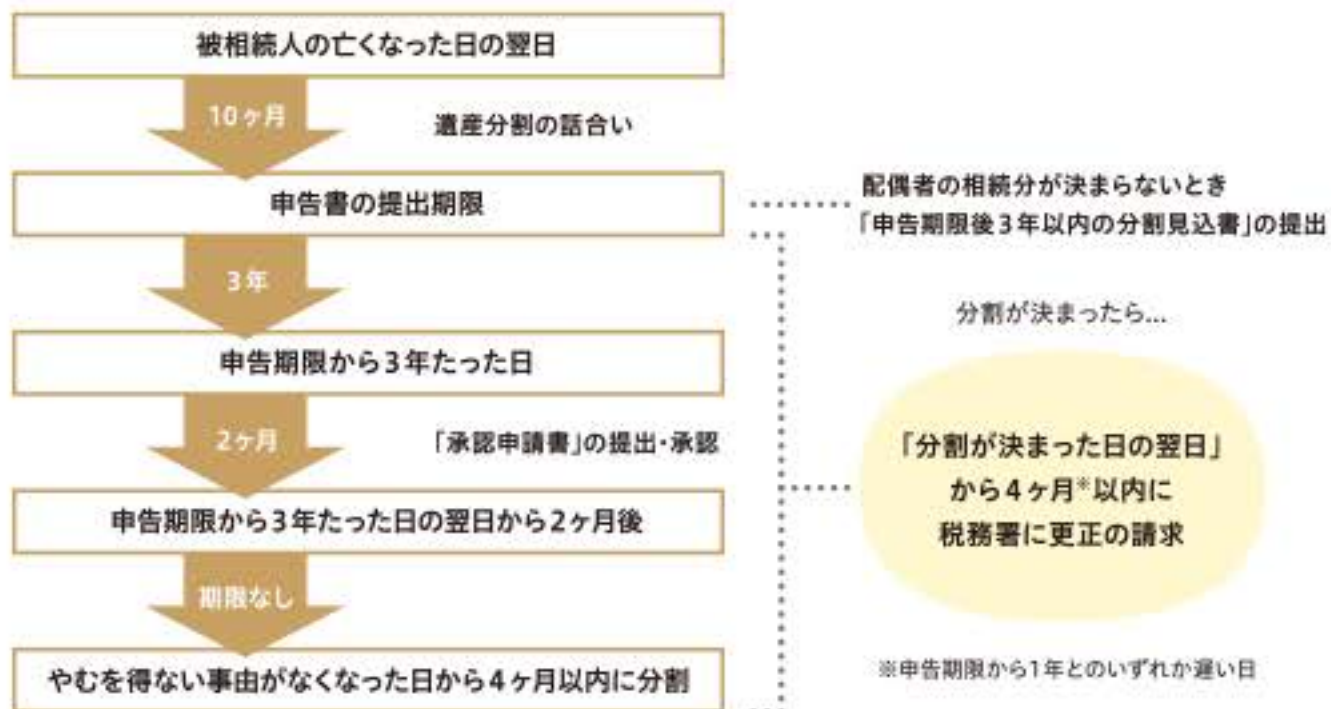 被相続人の亡くなった日の翌日
10ヶ月
遺産分割の話合い
申告書の提出期限
配偶者の相続分が決まらないとき
「申告期限後3年以内の分割見込書」の提出
3年
分割が決まったら...
申告期限から3年たった日
2ヶ月
「承認申請書」の提出・承認
「分割が決まった日の翌日」
から4ヶ月※以内に
税務署に更正の請求
申告期限から3年たった日の翌日から2ヶ月後
期限なし
やむを得ない事由がなくなった日から4ヶ月以内に分割
※申告期限から1年とのいずれか遅い日